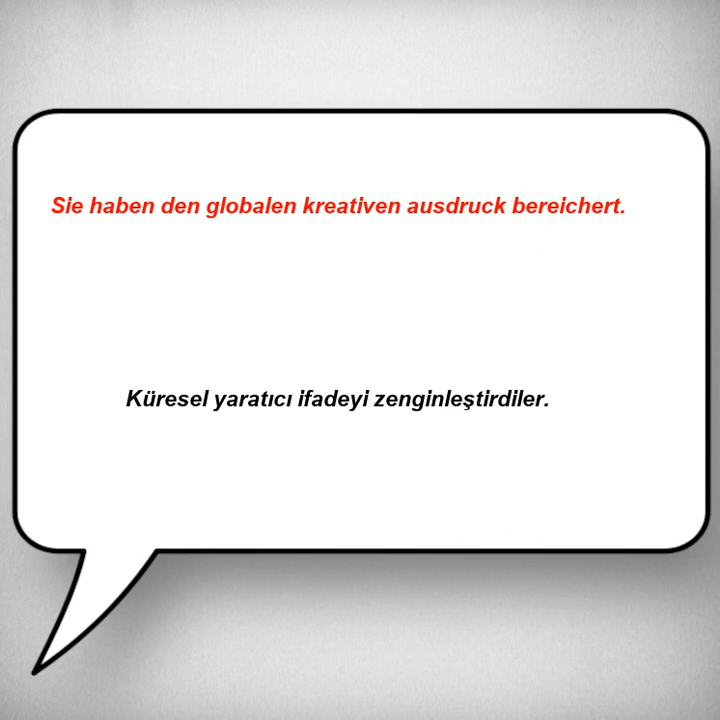 Sie haben den globalen kreativen ausdruck bereichert.
Küresel yaratıcı ifadeyi zenginleştirdiler.